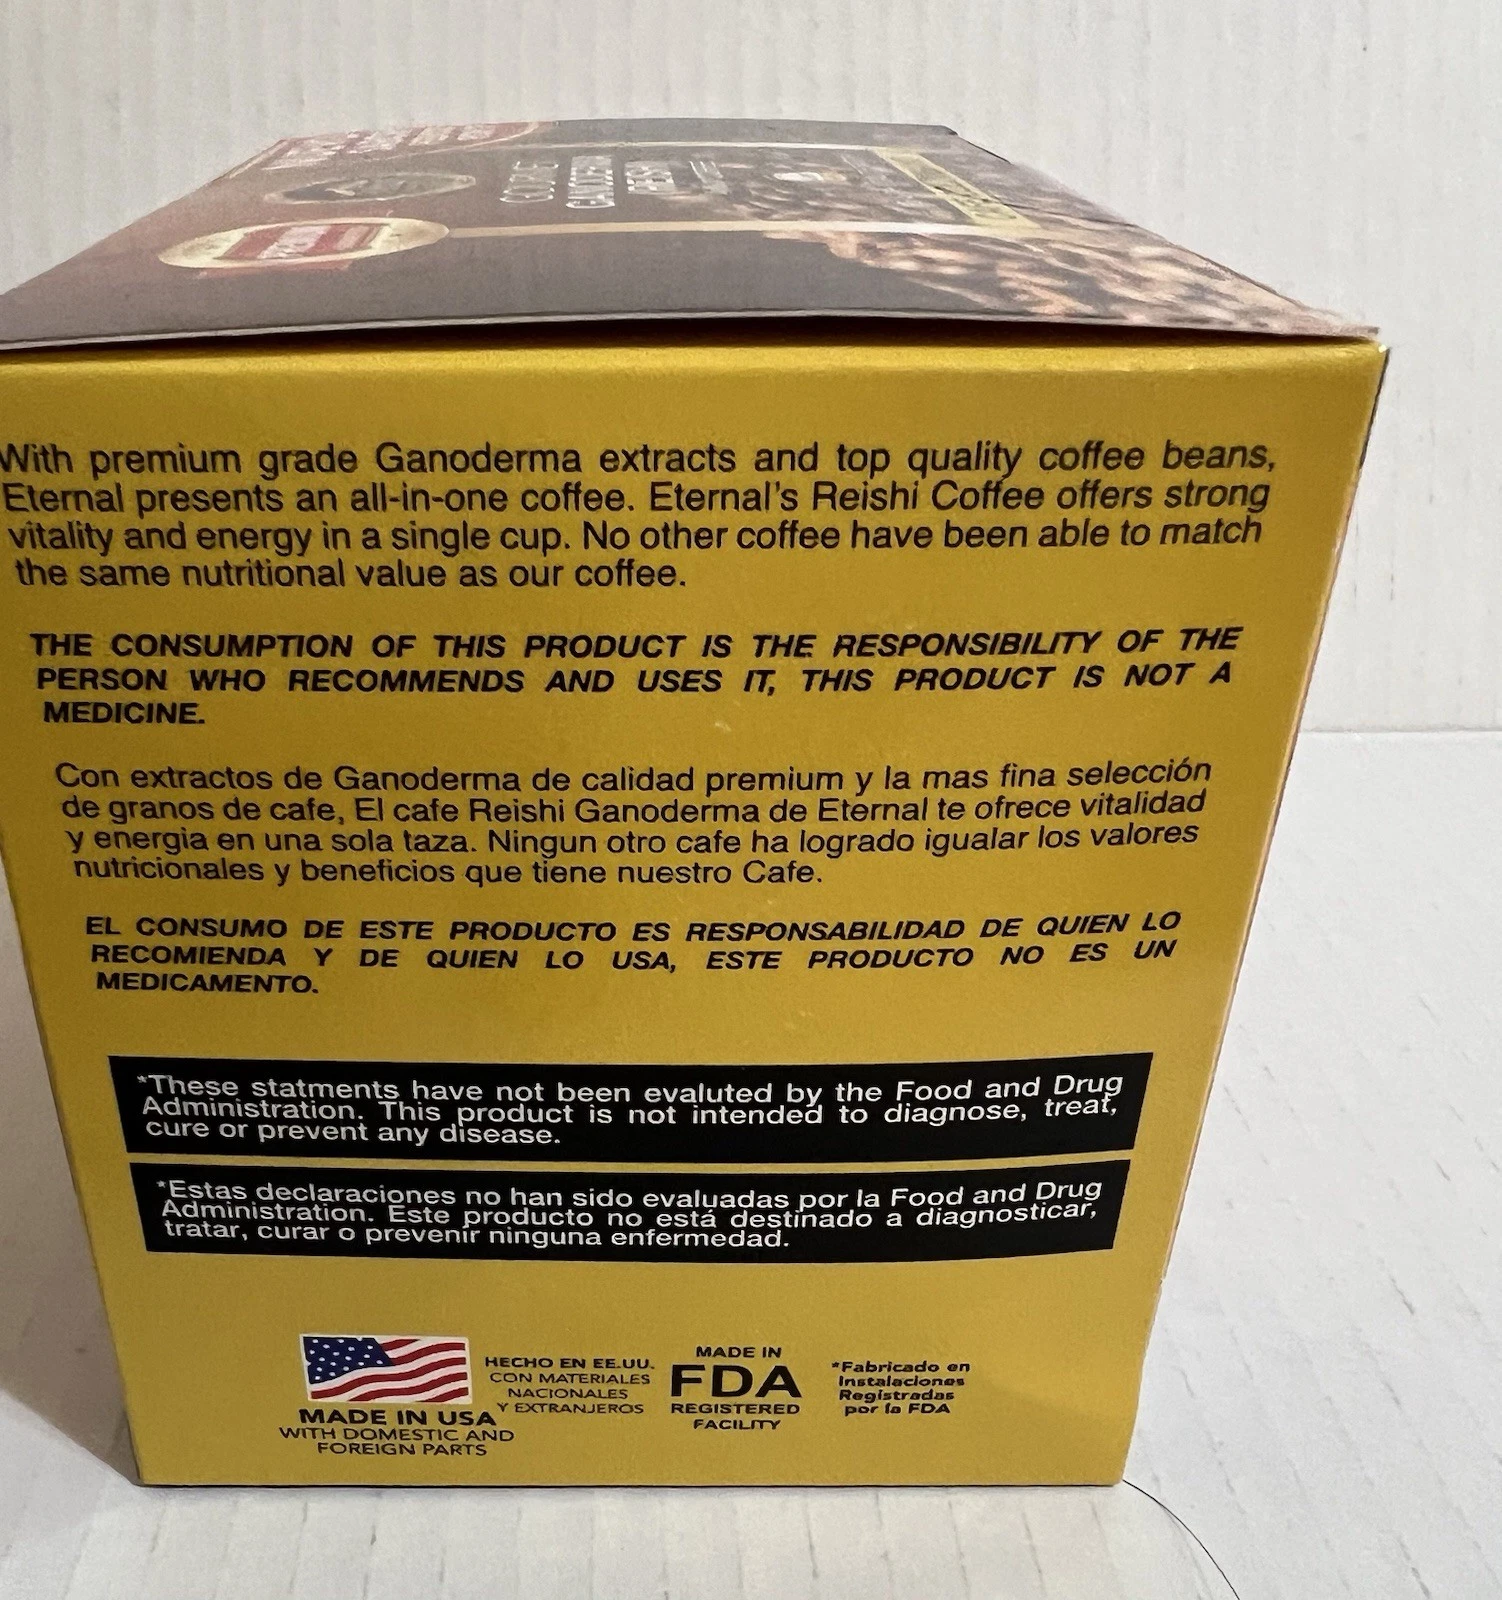 COFFEE
GANODERMA
REISHI
With premium grade Ganoderma extracts and top quality coffee beans,
Eternal presents an all-in-one coffee. Eternal's Reishi Coffee offers strong
vitality and energy in a single cup. No other coffee have been able to match
the same nutritional value as our coffee.
THE CONSUMPTION OF THIS PRODUCT IS THE RESPONSIBILITY OF THE
PERSON WHO RECOMMENDS AND USES IT, THIS PRODUCT IS NOT A
MEDICINE.
Con extractos de Ganoderma de calidad premium y la mas fina selección
de granos de cafe, El cafe Reishi Ganoderma de Eternal te ofrece vitalidad
y energia en una sola taza. Ningun otro cafe ha logrado igualar los valores
nutricionales y beneficios que tiene nuestro Cafe.
EL CONSUMO DE ESTE PRODUCTO ES RESPONSABILIDAD DE QUIEN LO
RECOMIENDA Y DE QUIEN LO USA, ESTE PRODUCTO NO ES UN
MEDICAMENTO.
*These statments have not been evaluted by the Food and Drug
Administration. This product is not intended to diagnose, treat,
cure or prevent any disease.
*Estas declaraciones no han sido evaluadas por la Food and Drug
Administration. Este producto no está destinado a diagnosticar,
tratar, curar o prevenir ninguna enfermedad.
MADE IN USA
WITH DOMESTIC AND
FOREIGN PARTS
HECHO EN EE.UU.
CON MATERIALES
NACIONALES
Y EXTRANJEROS
MADE IN
FDA
REGISTERED
FACILITY
*Fabricado en
Instalaciones
Registradas
por la FDA